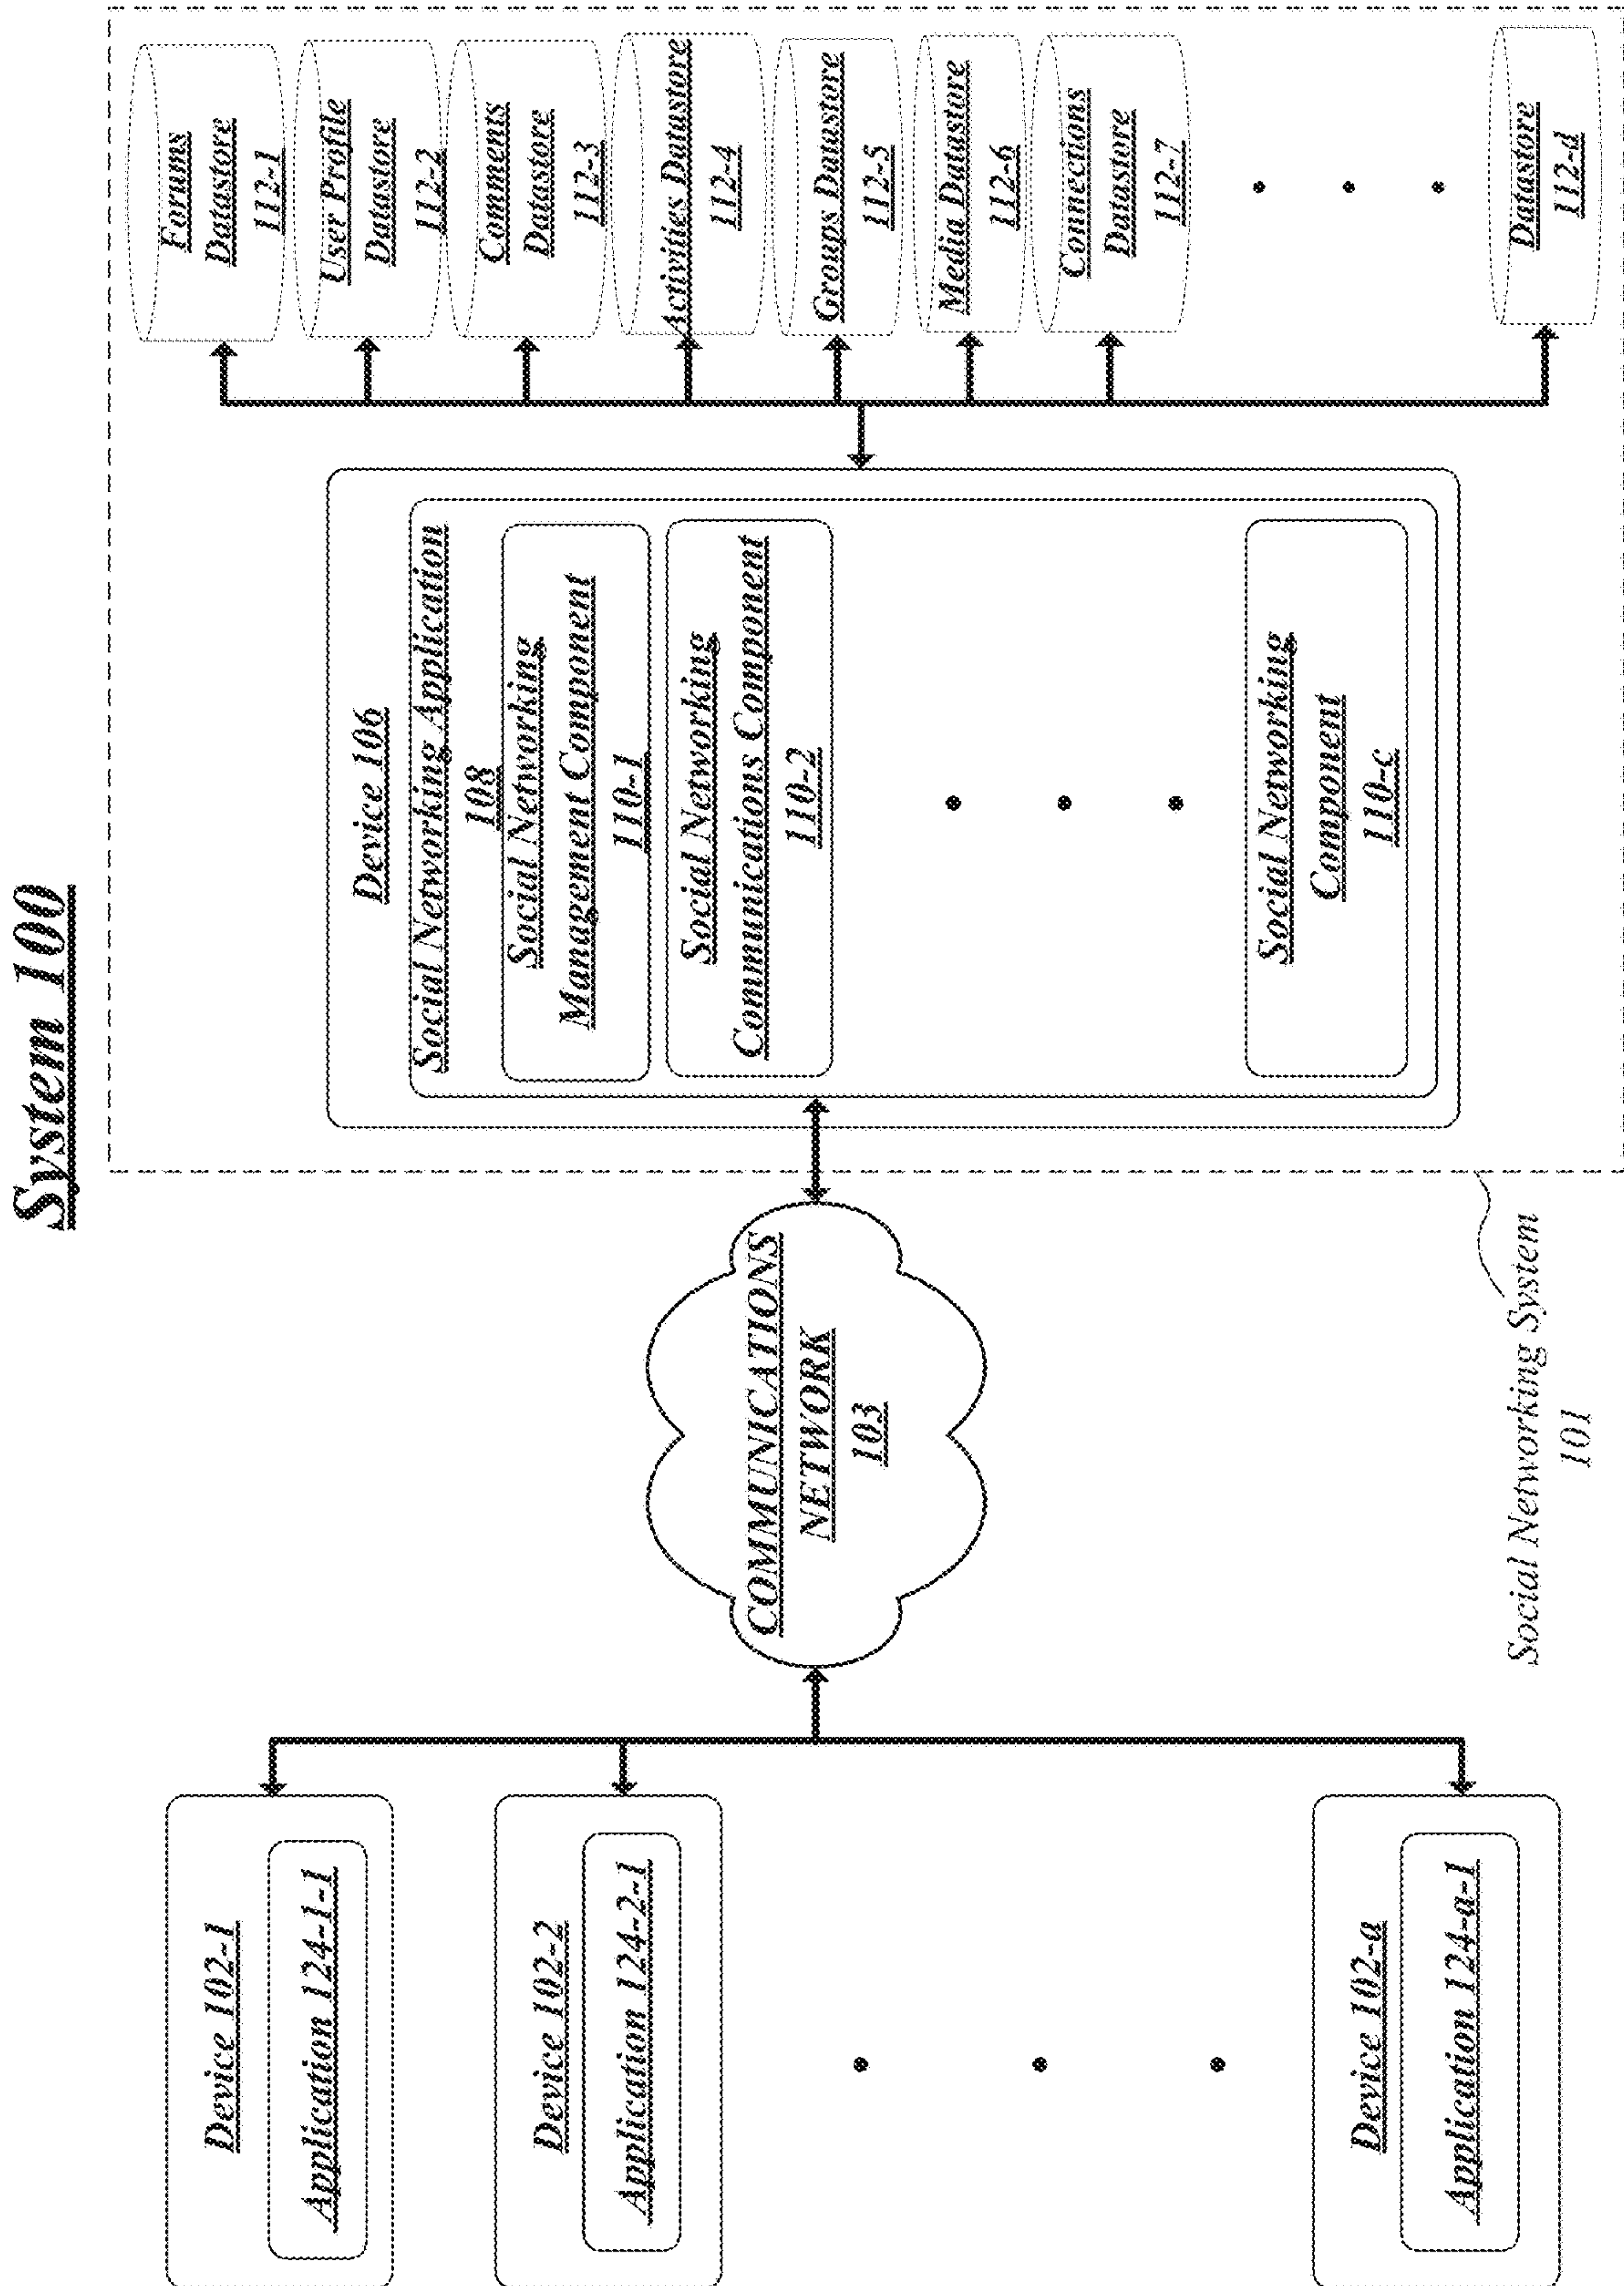 System 100
Device 102-1
Application 124-1-1
Device 102-2
Application 124-2-1
Device 102-a
Application 124-a-1
COMMUNICATIONS
NETWORK
103
Social Networking System
101
Device 106
Social Networking Application
108
Social Networking
Management Component
110-1
Social Networking
Communications Component
110-2
Social Networking
Component
110-c
Forums
Datastore
112-1
User Profile
Datastore
112-2
Comments
Datastore
112-3
Activities Datastore
112-4
Groups Datastore
112-5
Media Datastore
112-6
Connections
Datastore
112-7
Datastore
112-d